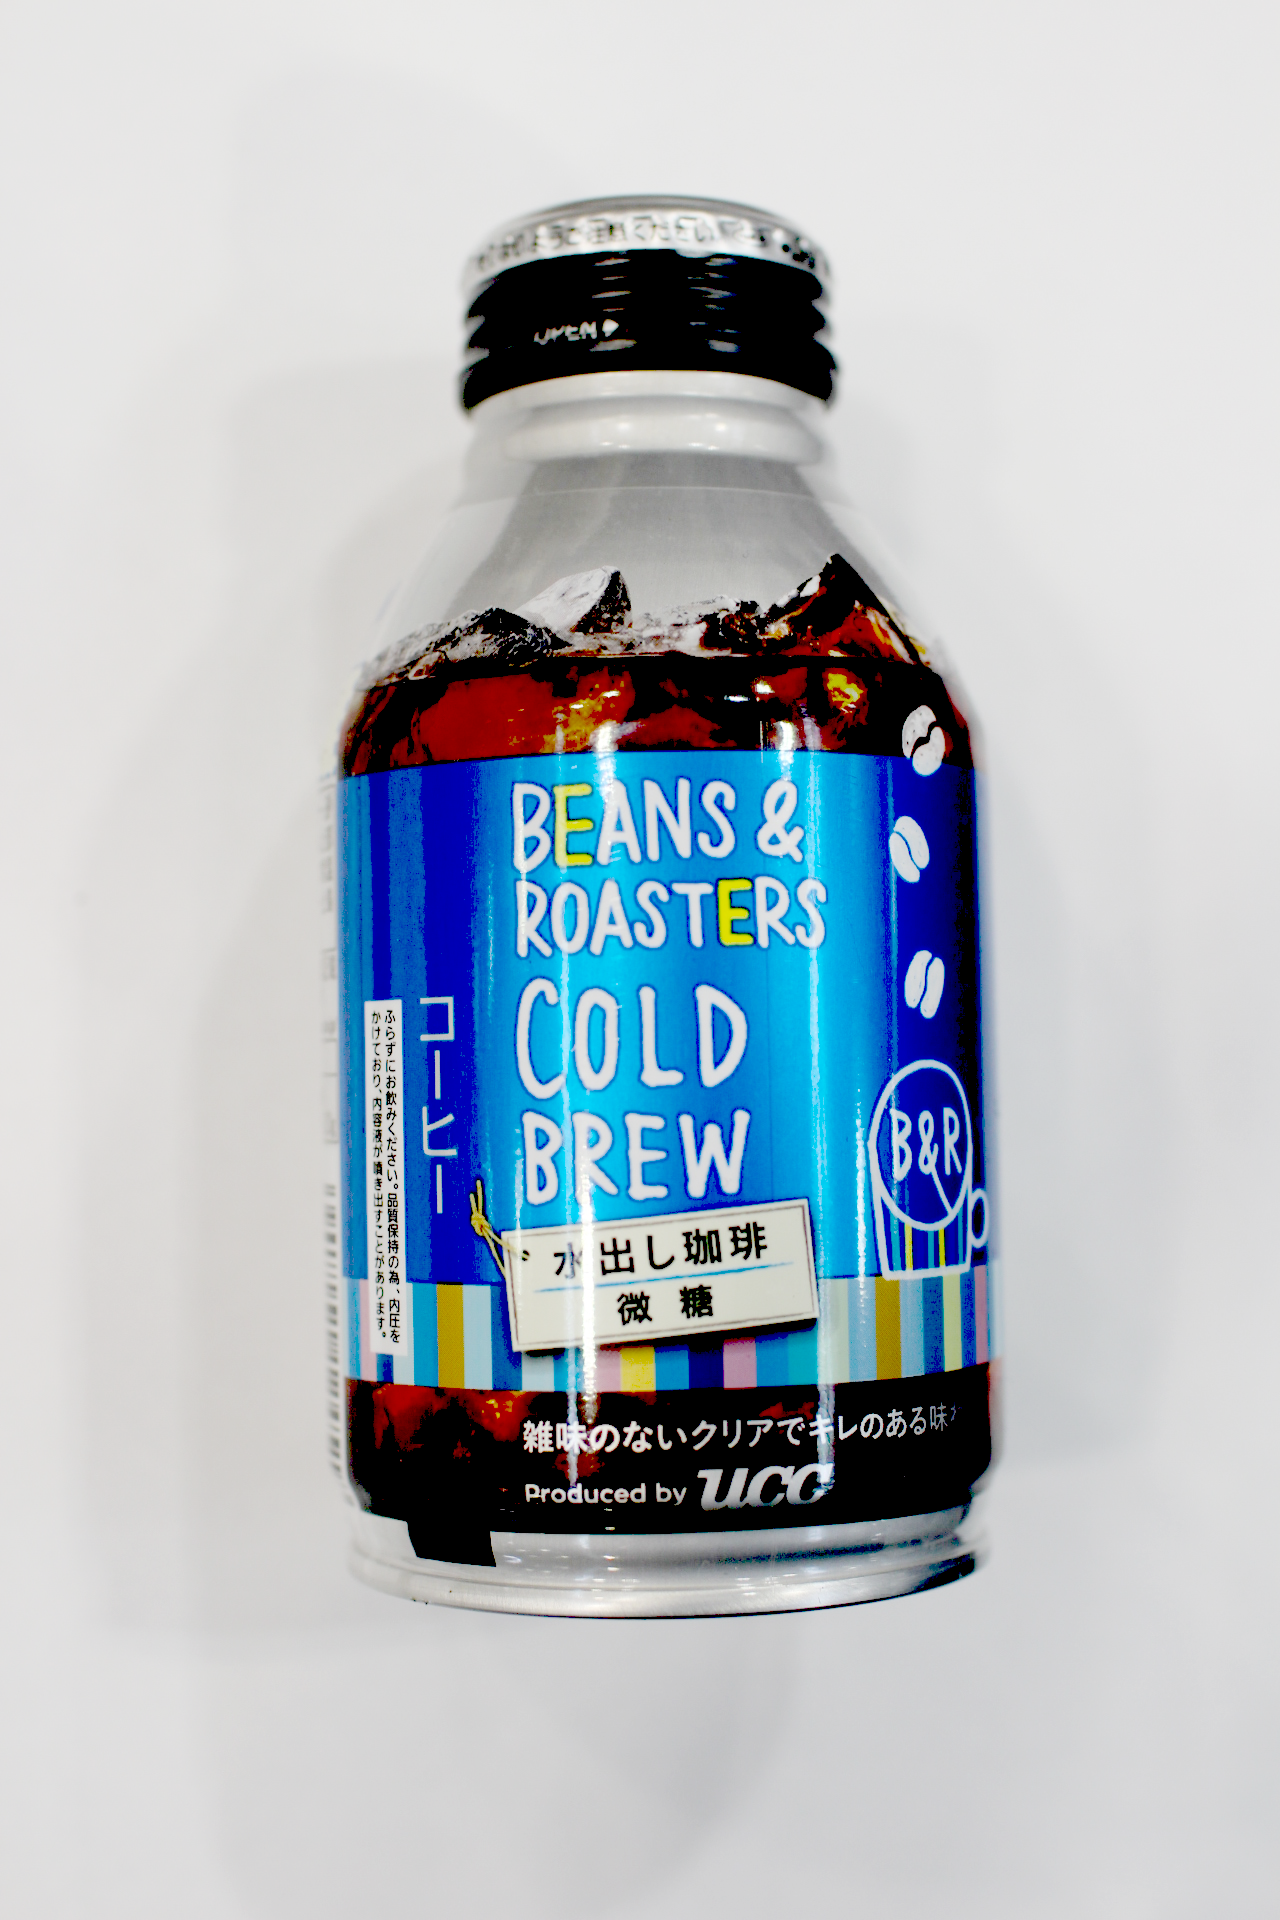 OPEN
BEANS &
ROASTERS
COLD
BREW
B&R
コーヒー
ふらずにお飲みください。品質保持の為、内圧を
かけており、内容液が噴き出すことがあります。
水出し珈琲
微糖
雑味のないクリアでキレのある味
Produced by UCC